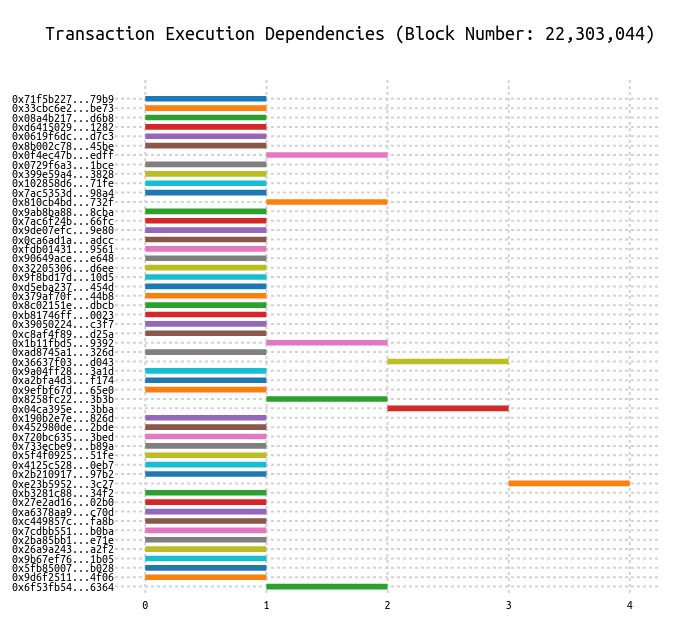 Transaction Execution Dependencies (Block Number: 22,303,044)
0x71f5b227...79b9
0x33cbc6e2...be73
0x08a4b217...d6b8
0xd6415029...1282
0x0619f6dc...d7c3
0x8b002c78...45be
0x0f4ec47b...edff
0x0729f6a3...1bce
0x399e59a4...3828
0x102858d6...71fe
0x7ac5353d...98a4
0x810cb4bd...732f
0x9ab8ba88...8cba
0x7ac6f24b...66fc
0x9de07efc...9e80
0x0ca6ad1a...adcc
0xfdb01431...9561
0x90649ace...e648
0x32205306...d6ee
0x9f8bd17d...10d5
0xd5eba237...454d
0x379af70f...44b8
0x8c02151e...dbcb
0xb81746ff...0023
0x39050224...c3f7
0xc8af4f89...d25a
0x1b11fbd5...9392
0xad8745a1...326d
0x36637f03...d043
0x9a04ff28...3a1d
0xa2bfa4d3...f174
0x9efbf67d...65e0
0x8258fc22...3b3b
0x04ca395e...3bba
0x190b2e7e...826d
0x452980de...2bde
0x720bc635...3bed
0x733ecbe9...b89a
0x5f4f0925...51fe
0x4125c528...0eb7
0x2b210917...97b2
0xe23b5952...3c27
0xb3281c88...34f2
0x27e2ad16...02b0
0xa6378aa9...c70d
0xc449857c...fa8b
0x7cdbb551...b0ba
0x2ba85bb1...e71e
0x26a9a243...a2f2
0x9b67ef76...1b05
0x5fb85007...b028
0x9d6f2511...4f06
0x6f53fb54...6364
0 1 2 3 4